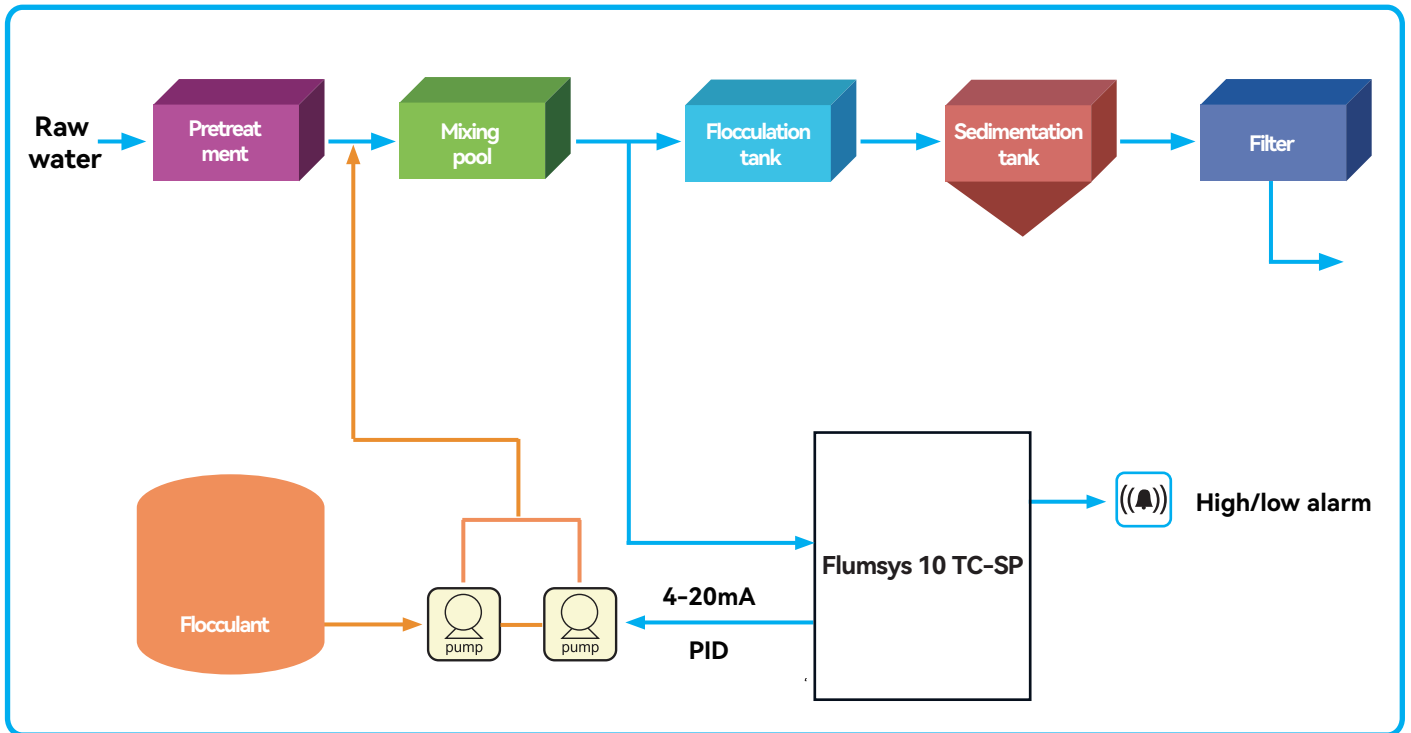 Raw
water
Pretreat
ment
Mixing
pool
Flocculation
tank
Sedimentation
tank
Filter
High/low alarm
Flumsys 10 TC-SP
4-20mA
PID
Flocculant
pump
pump